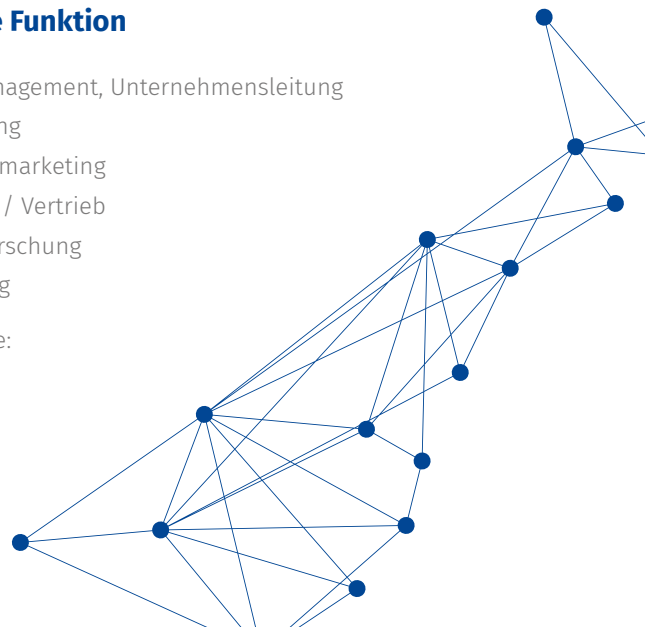 e Funktion
nagement, Unternehmensleitung
ng
marketing
/ Vertrieb
rschung
g
e: